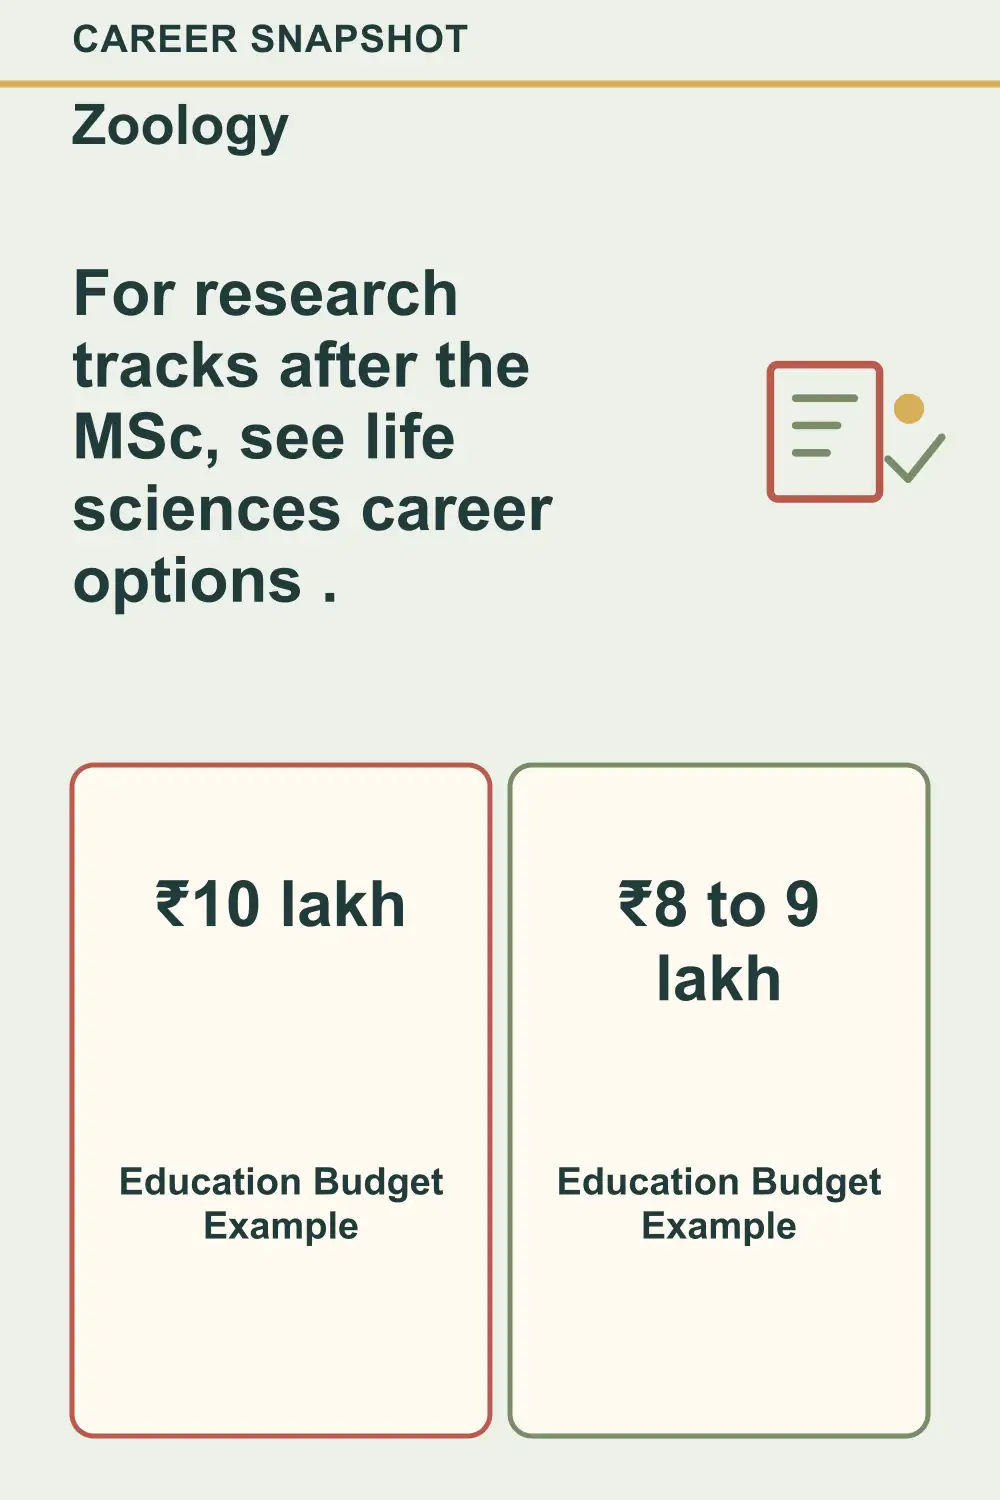 CAREER SNAPSHOT
Zoology
For research
tracks after the
MSc, see life
sciences career
options .
₹10 lakh
Education Budget
Example
₹8 to 9
lakh
Education Budget
Example